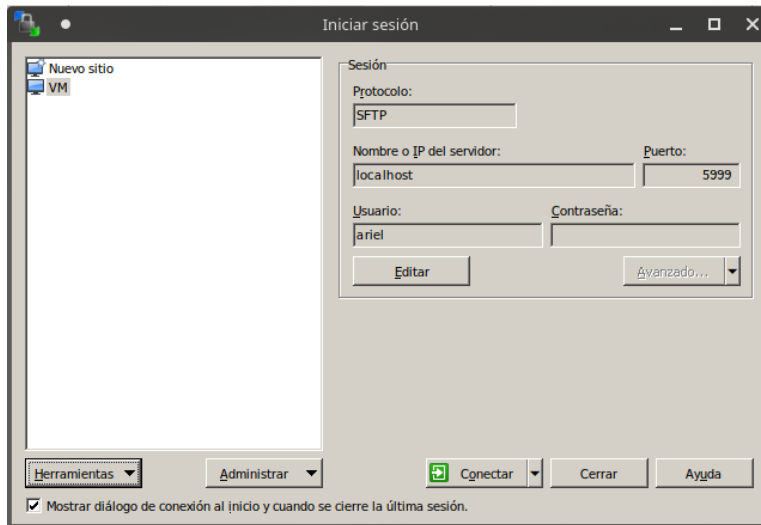 Iniciar sesión
Nuevo sitio
VM
Sesión
Protocolo:
SFTP
Nombre o IP del servidor:
Puerto:
localhost
5999
Usuario:
Contraseña:
ariel
Editar
Avanzado...
Herramientas
Administrar
Conectar
Cerrar
Ayuda
Mostrar diálogo de conexión al inicio y cuando se cierre la última sesión.